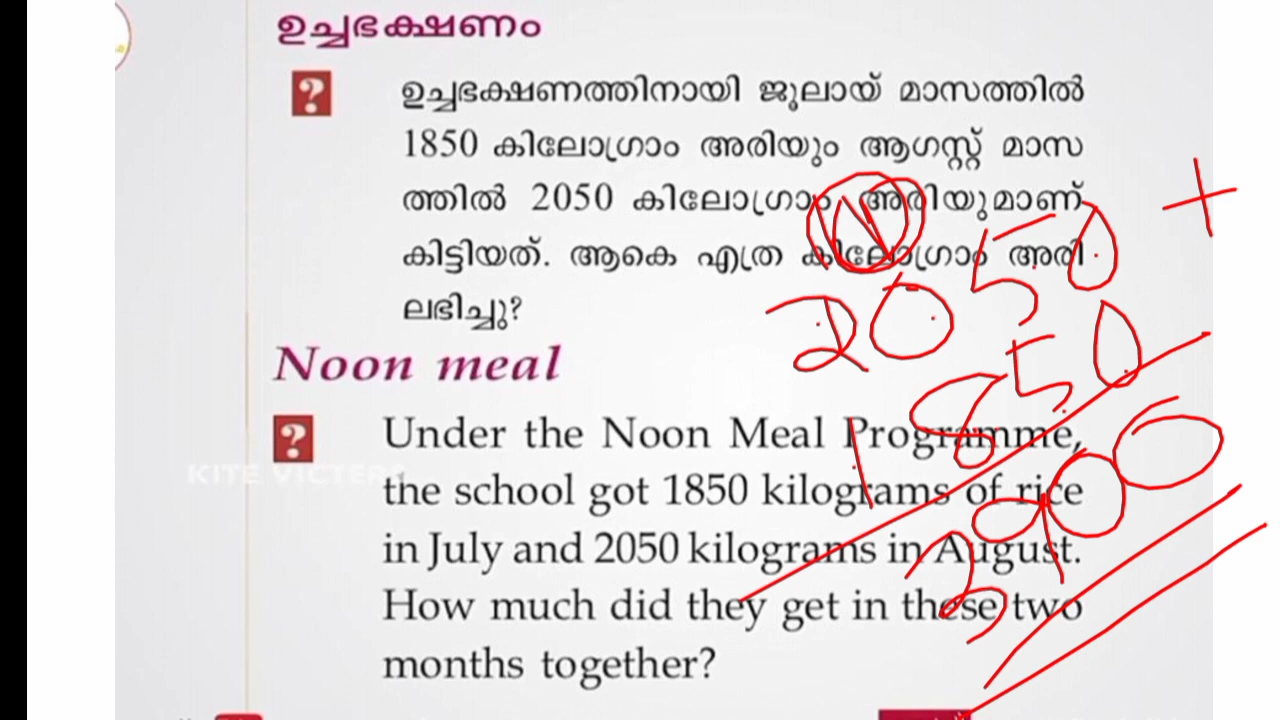 ഉച്ചഭക്ഷണം
? ഉച്ചഭക്ഷണത്തിനായി ജൂലായ് മാസത്തിൽ
1850 കിലോഗ്രാം അരിയും ആഗസ്റ്റ് മാസ
ത്തിൽ 2050 കിലോഗ്രാം അരിയുമാണ്
കിട്ടിയത്. ആകെ എത്ര കിലോഗ്രാം അരി
ലഭിച്ചു?
2050 +
1850
3900
Noon meal
? Under the Noon Meal Programme,
the school got 1850 kilograms of rice
in July and 2050 kilograms in August.
How much did they get in these two
months together?
KITE VICTERS